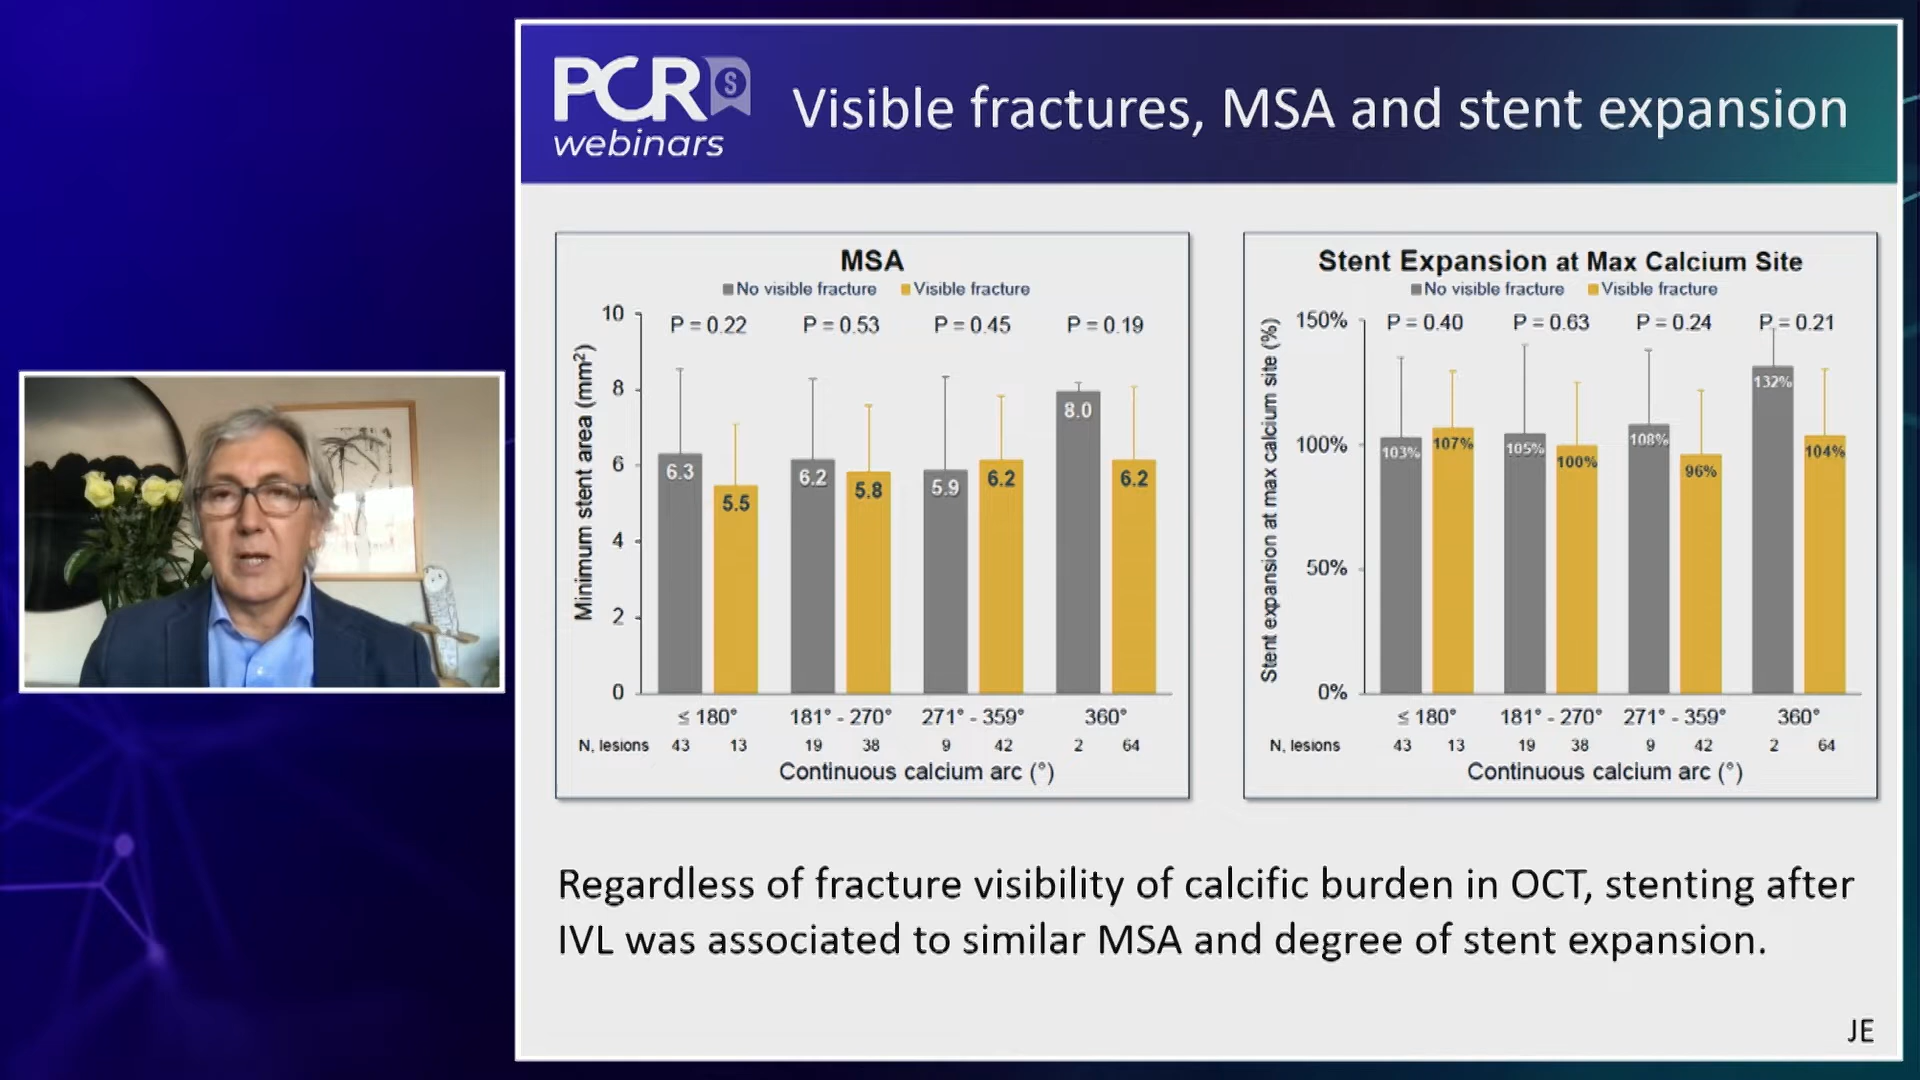 PCR S
webinars
Visible fractures, MSA and stent expansion
MSA
No visible fracture Visible fracture
Minimum stent area (mm²)
10
8
6
4
2
0
P = 0.22 P = 0.53 P = 0.45 P = 0.19
6.3 5.5 6.2 5.8 5.9 6.2 8.0 6.2
≤ 180° 181° - 270° 271° - 359° 360°
N, lesions 43 13 19 38 9 42 2 64
Continuous calcium arc (°)
Stent Expansion at Max Calcium Site
No visible fracture Visible fracture
Stent expansion at max calcium site (%)
150%
100%
50%
0%
P = 0.40 P = 0.63 P = 0.24 P = 0.21
103% 107% 105% 100% 108% 96% 132% 104%
≤ 180° 181° - 270° 271° - 359° 360°
N, lesions 43 13 19 38 9 42 2 64
Continuous calcium arc (°)
Regardless of fracture visibility of calcific burden in OCT, stenting after
IVL was associated to similar MSA and degree of stent expansion.
JE